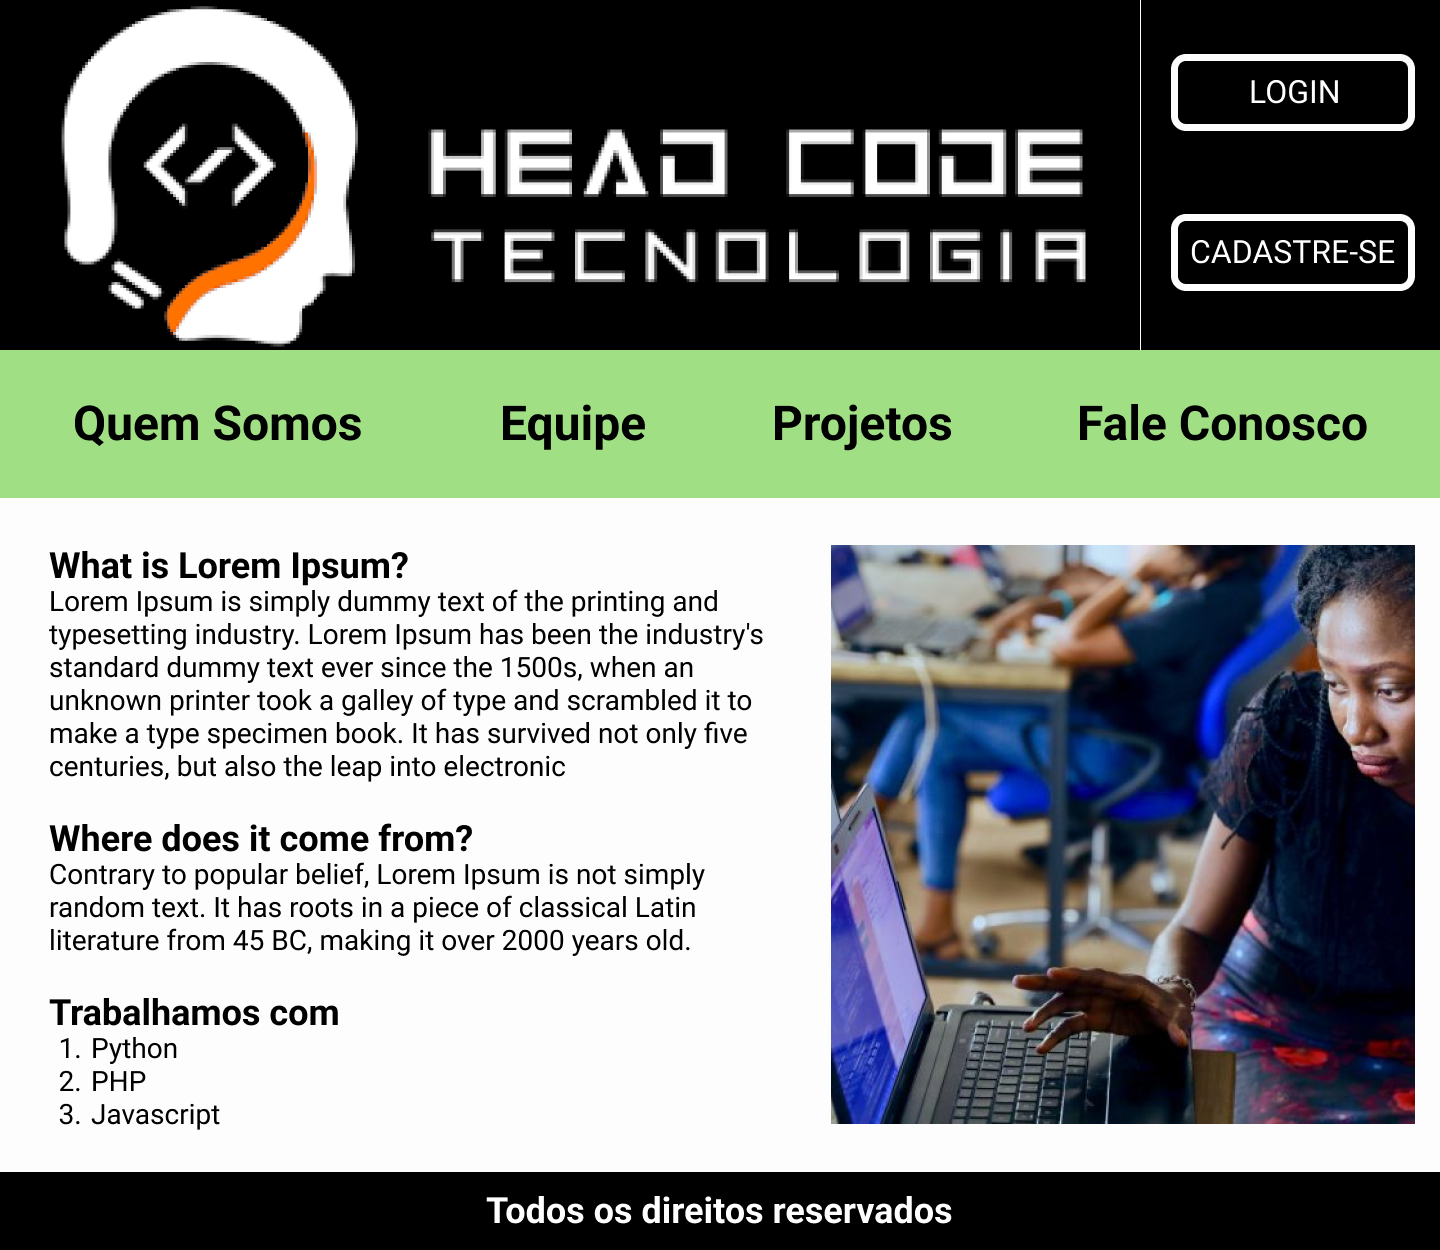 </>
HEAD CODE
TECNOLOGIA
LOGIN
CADASTRE-SE
Quem Somos Equipe Projetos Fale Conosco
What is Lorem Ipsum?
Lorem Ipsum is simply dummy text of the printing and
typesetting industry. Lorem Ipsum has been the industry's
standard dummy text ever since the 1500s, when an
unknown printer took a galley of type and scrambled it to
make a type specimen book. It has survived not only five
centuries, but also the leap into electronic
Where does it come from?
Contrary to popular belief, Lorem Ipsum is not simply
random text. It has roots in a piece of classical Latin
literature from 45 BC, making it over 2000 years old.
Trabalhamos com
1. Python
2. PHP
3. Javascript
Todos os direitos reservados